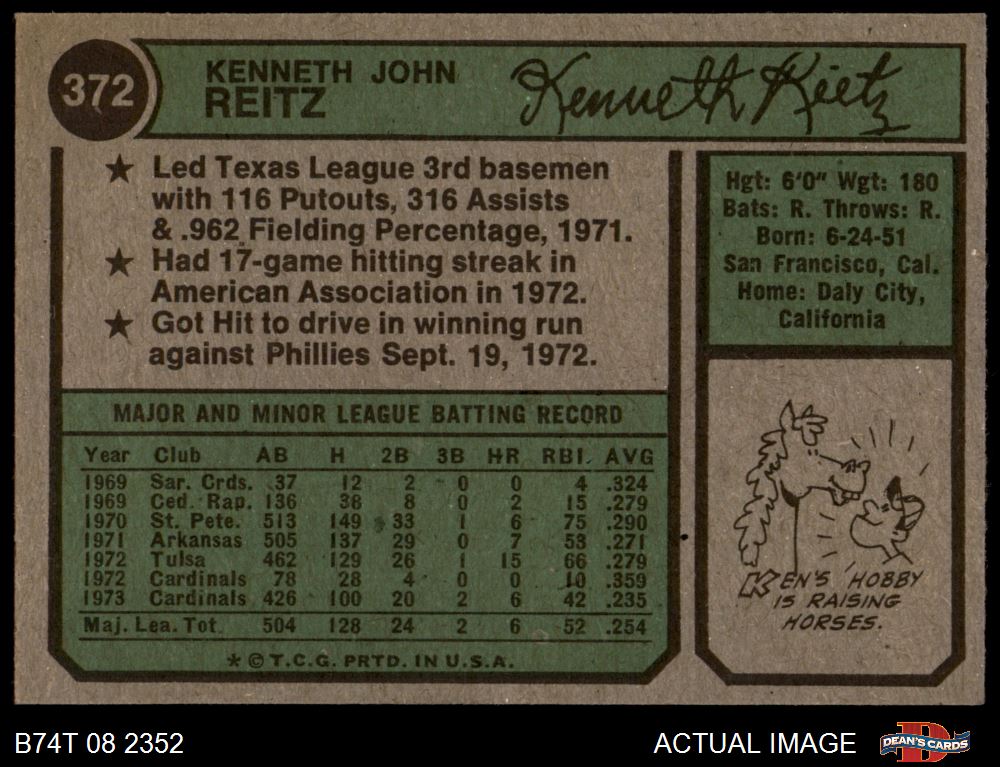 372
KENNETH JOHN
REITZ
Kenneth Reitz
★ Led Texas League 3rd basemen
with 116 Putouts, 316 Assists
& .962 Fielding Percentage, 1971.
★ Had 17-game hitting streak in
American Association in 1972.
★ Got Hit to drive in winning run
against Phillies Sept. 19, 1972.
Hgt: 6'0" Wgt: 180
Bats: R. Throws: R.
Born: 6-24-51
San Francisco, Cal.
Home: Daly City,
California
MAJOR AND MINOR LEAGUE BATTING RECORD
Year Club AB H 2B 3B HR RBI. AVG
1969 Sar. Crds. 37 12 2 0 0 4 .324
1969 Ced. Rap. 136 38 8 0 2 15 .279
1970 St. Pete. 513 149 33 1 6 75 .290
1971 Arkansas 505 137 29 0 7 53 .271
1972 Tulsa 462 129 26 1 15 66 .279
1972 Cardinals 78 28 4 0 0 10 .359
1973 Cardinals 426 100 20 2 6 42 .235
Maj. Lea. Tot. 504 128 24 2 6 52 .254
* © T.C.G. PRTD. IN U.S.A.
KEN'S HOBBY
IS RAISING
HORSES.
B74T 08 2352
ACTUAL IMAGE
DEAN'S CARDS